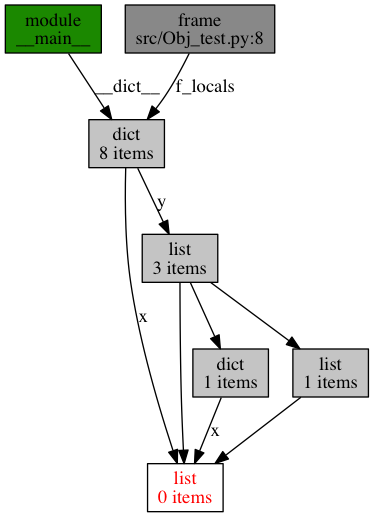 module
__main__
frame
src/Obj_test.py:8
__dict__
f_locals
dict
8 items
y
list
3 items
x
dict
1 items
list
1 items
x
list
0 items